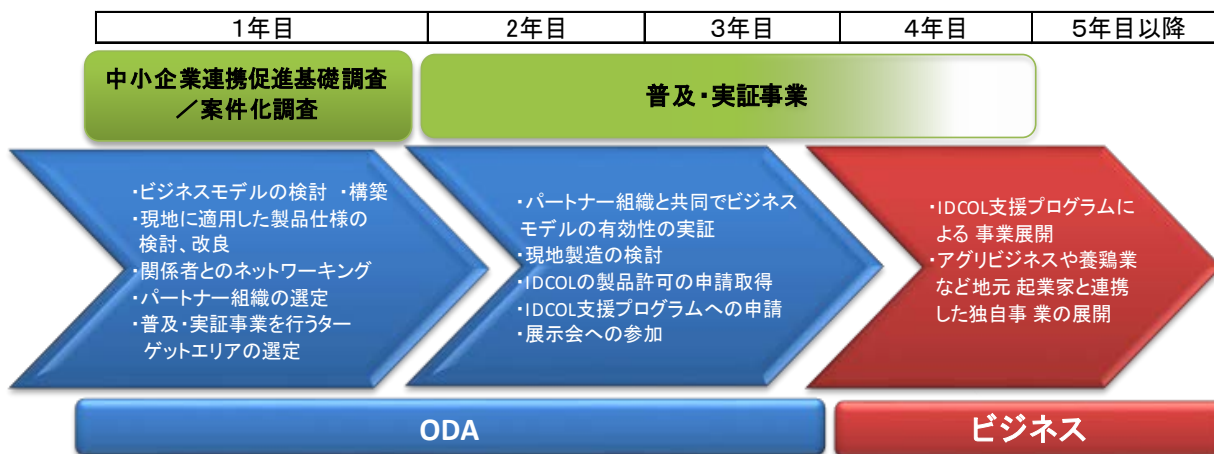 1年目 2年目 3年目 4年目 5年目以降
中小企業連携促進基礎調査
／案件化調査
普及・実証事業
・ビジネスモデルの検討 ・構築
・現地に適用した製品仕様の
検討、改良
・関係者とのネットワーキング
・パートナー組織の選定
・普及・実証事業を行うター
ゲットエリアの選定
・パートナー組織と共同でビジネス
モデルの有効性の実証
・現地製造の検討
・IDCOLの製品許可の申請取得
・IDCOL支援プログラムへの申請
・展示会への参加
・IDCOL支援プログラムに
よる 事業展開
・アグリビジネスや養鶏業
など地元 起業家と連携
した独自事 業の展開
ODA
ビジネス